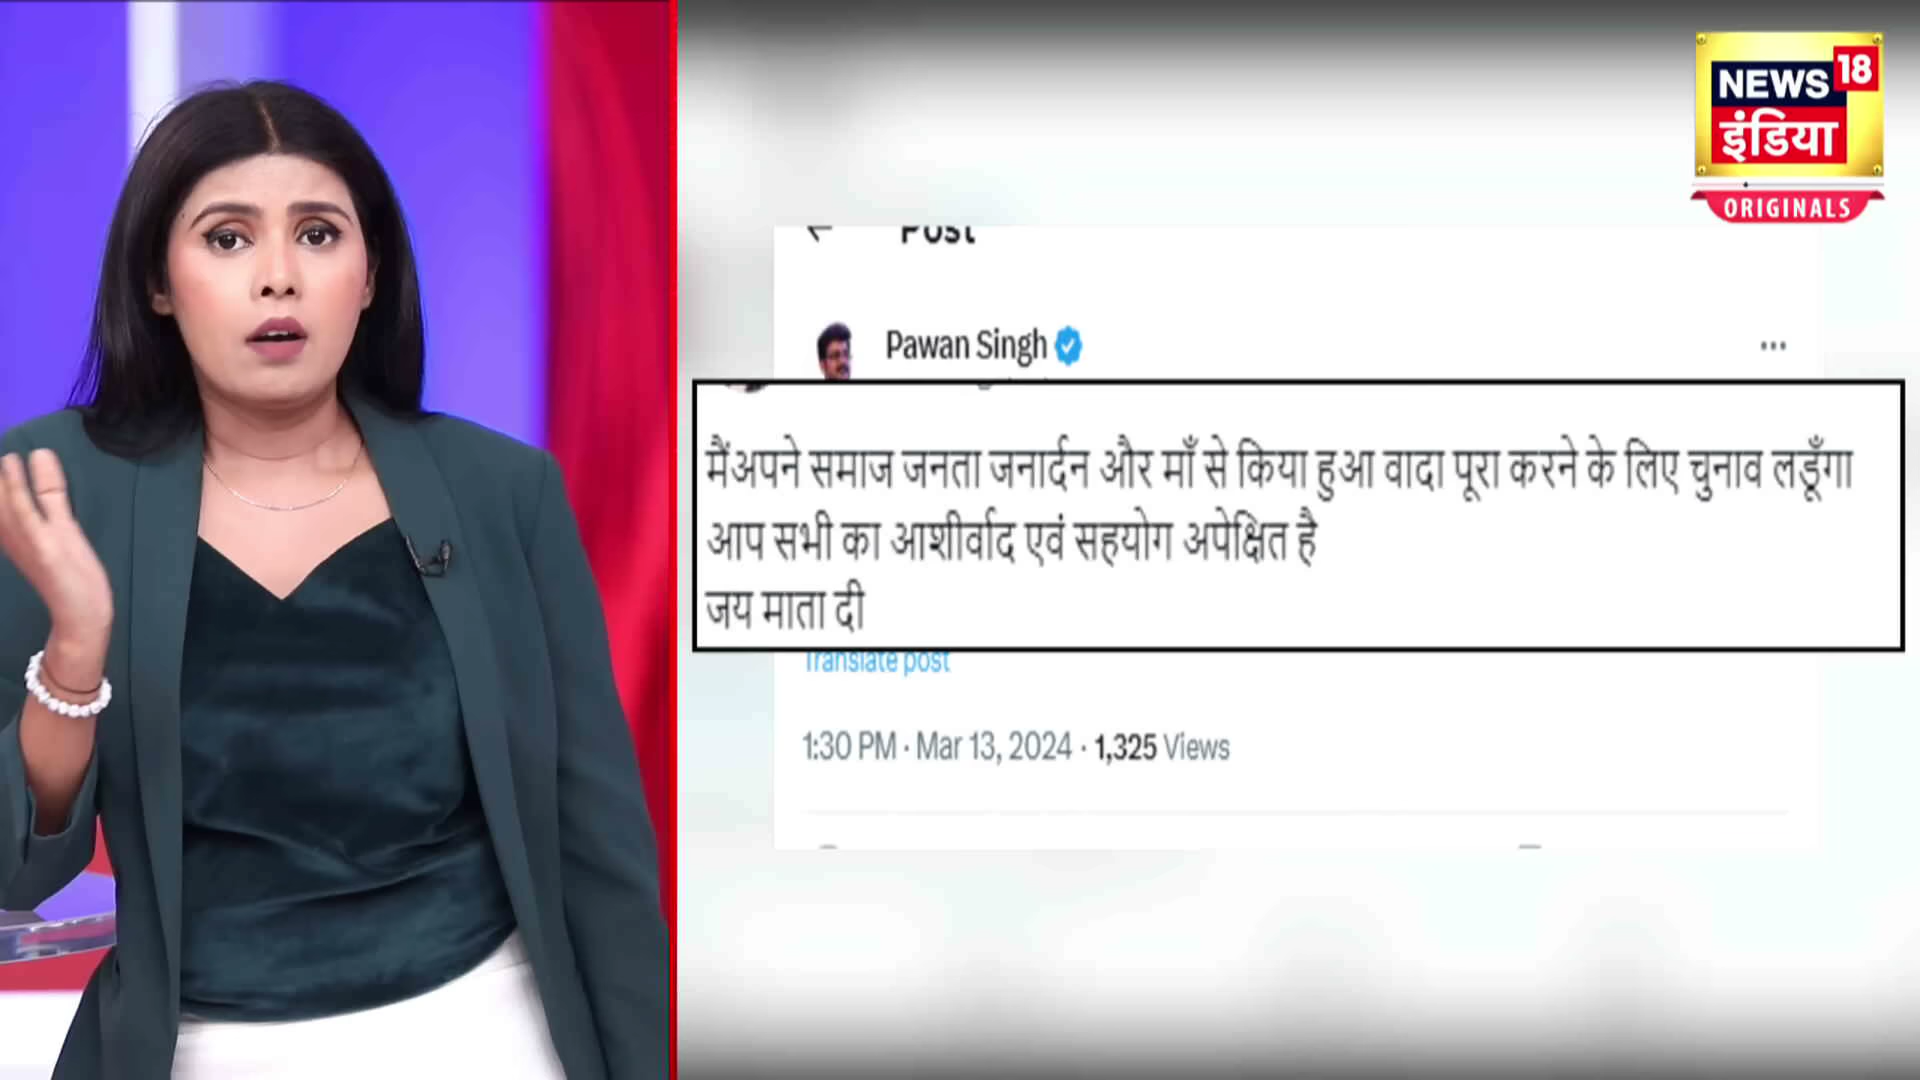 NEWS 18
इंडिया
ORIGINALS
Post
Pawan Singh
मैंअपने समाज जनता जनार्दन और माँ से किया हुआ वादा पूरा करने के लिए चुनाव लडूँगा
आप सभी का आशीर्वाद एवं सहयोग अपेक्षित है
जय माता दी
Translate post
1:30 PM · Mar 13, 2024 · 1,325 Views